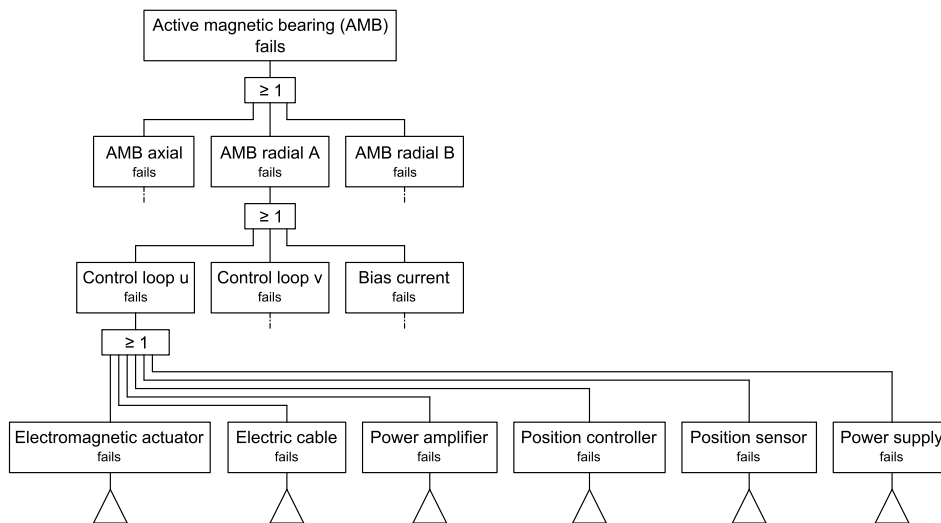 Active magnetic bearing (AMB)
fails
≥ 1
AMB axial
fails
AMB radial A
fails
AMB radial B
fails
≥ 1
Control loop u
fails
Control loop v
fails
Bias current
fails
≥ 1
Electromagnetic actuator
fails
Electric cable
fails
Power amplifier
fails
Position controller
fails
Position sensor
fails
Power supply
fails